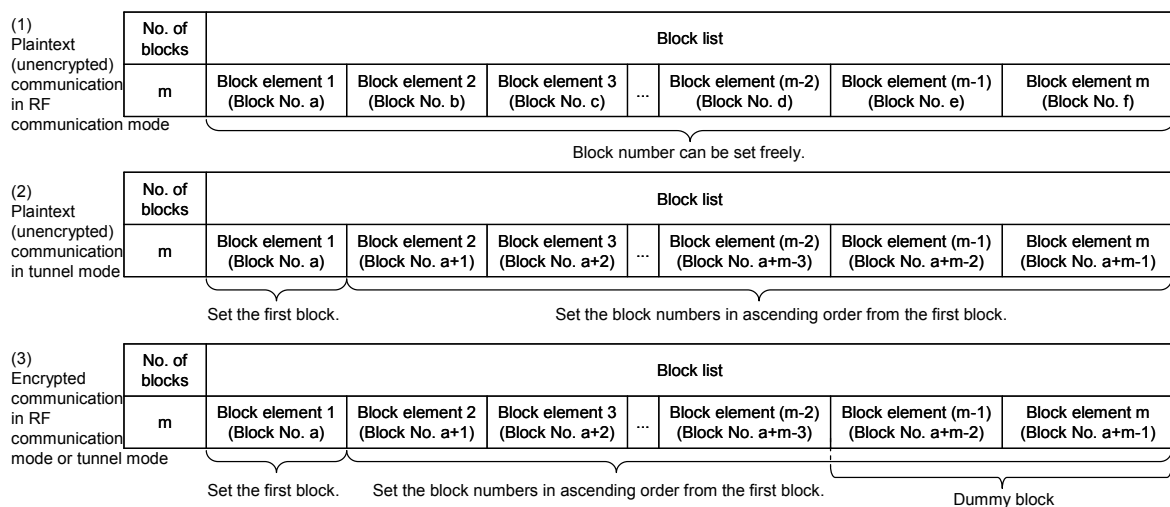 (1)
Plaintext
(unencrypted)
communication
in RF
communication mode
No. of
blocks
Block list
m
Block element 1
(Block No. a)
Block element 2
(Block No. b)
Block element 3
(Block No. c)
...
Block element (m-2)
(Block No. d)
Block element (m-1)
(Block No. e)
Block element m
(Block No. f)
Block number can be set freely.
(2)
Plaintext
(unencrypted)
communication
in tunnel mode
No. of
blocks
Block list
m
Block element 1
(Block No. a)
Block element 2
(Block No. a+1)
Block element 3
(Block No. a+2)
...
Block element (m-2)
(Block No. a+m-3)
Block element (m-1)
(Block No. a+m-2)
Block element m
(Block No. a+m-1)
Set the first block.
Set the block numbers in ascending order from the first block.
(3)
Encrypted
communication
in RF
communication
mode or tunnel mode
No. of
blocks
Block list
m
Block element 1
(Block No. a)
Block element 2
(Block No. a+1)
Block element 3
(Block No. a+2)
...
Block element (m-2)
(Block No. a+m-3)
Block element (m-1)
(Block No. a+m-2)
Block element m
(Block No. a+m-1)
Set the first block.
Set the block numbers in ascending order from the first block.
Dummy block